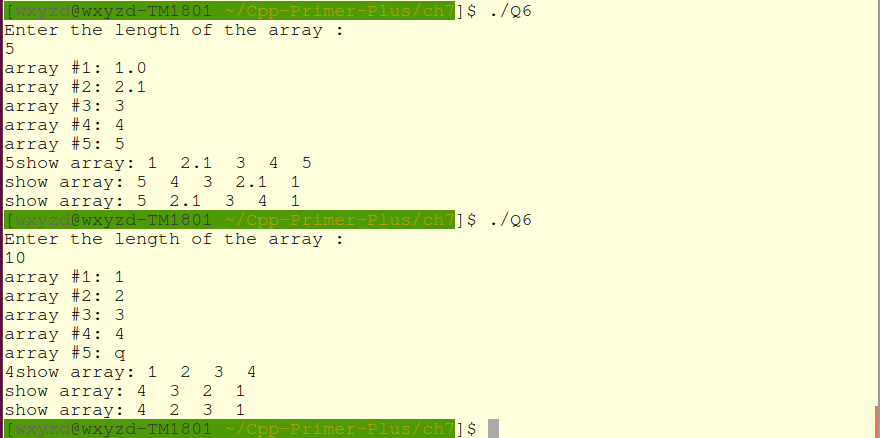 [wxyzd@wxyzd-TM1801 ~/Cpp-Primer-Plus/ch7]$ ./Q6
Enter the length of the array :
5
array #1: 1.0
array #2: 2.1
array #3: 3
array #4: 4
array #5: 5
5show array: 1  2.1  3  4  5
show array: 5  4  3  2.1  1
show array: 5  2.1  3  4  1
[wxyzd@wxyzd-TM1801 ~/Cpp-Primer-Plus/ch7]$ ./Q6
Enter the length of the array :
10
array #1: 1
array #2: 2
array #3: 3
array #4: 4
array #5: q
4show array: 1  2  3  4
show array: 4  3  2  1
show array: 4  2  3  1
[wxyzd@wxyzd-TM1801 ~/Cpp-Primer-Plus/ch7]$